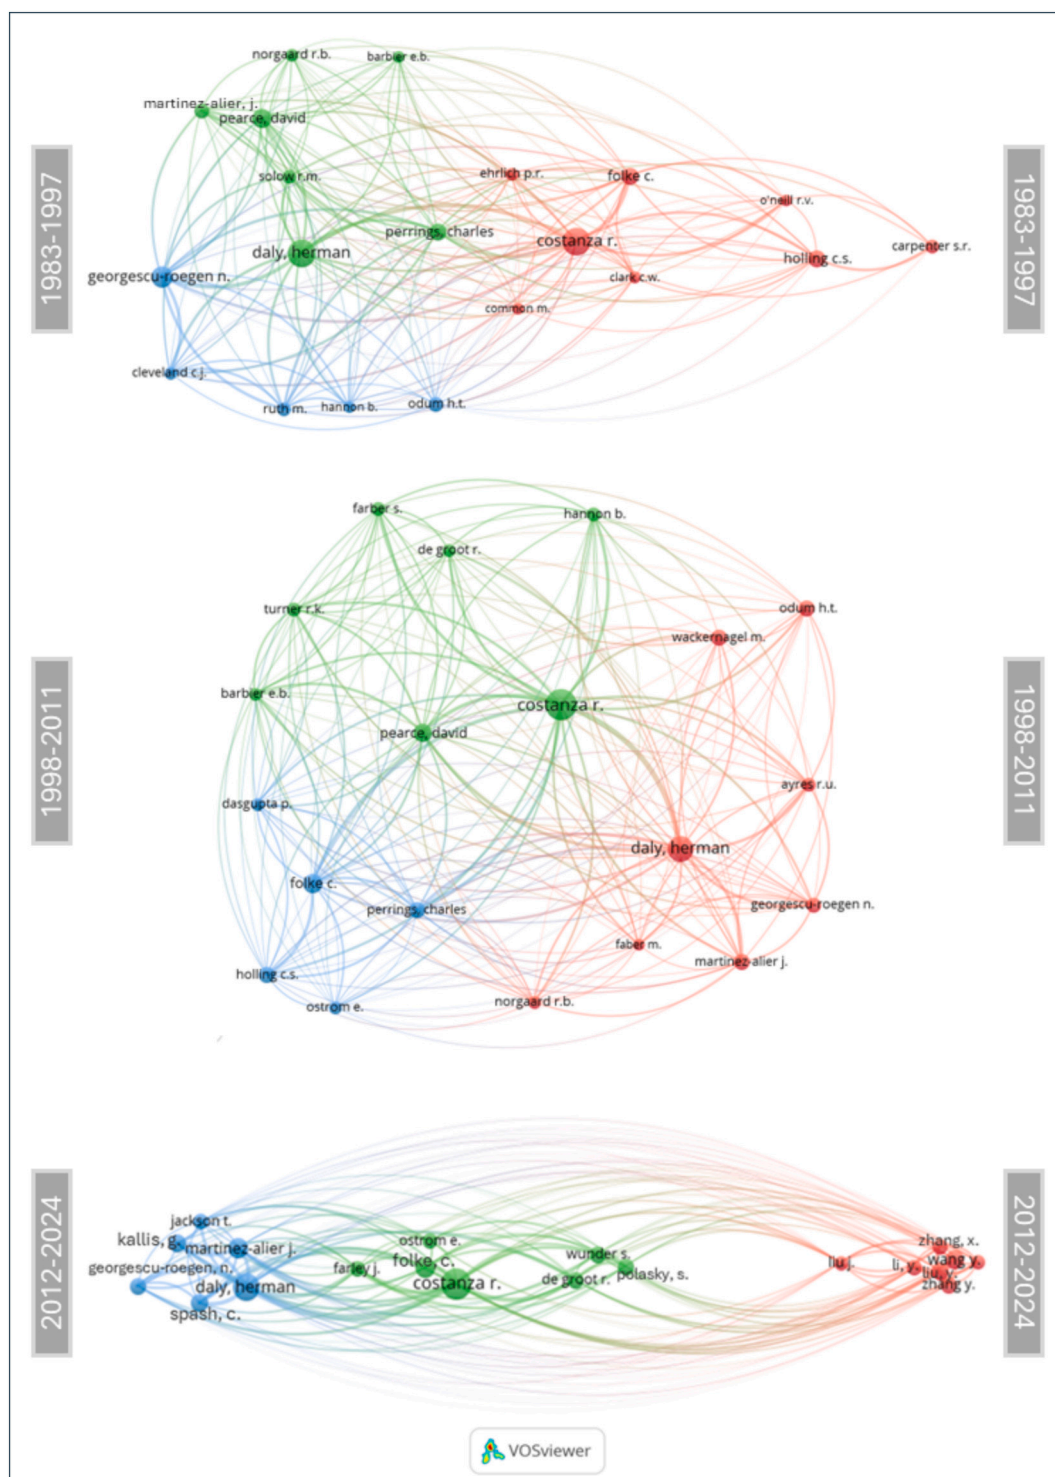 1983-1997
1983-1997
norgaard r.b.
barbier e.b.
martinez-alier, j.
pearce, david
solow r.m.
ehrlich p.r.
folke c.
o'neill r.v.
perrings, charles
costanza r.
carpenter s.r.
daly, herman
holling c.s.
georgescu-roegen n.
clark c.w.
common m.
cleveland c.j.
ruth m.
hannon b.
odum h.t.
1998-2011
1998-2011
farber s.
hannon b.
de groot r.
turner r.k.
odum h.t.
wackernagel m.
barbier e.b.
costanza r.
pearce, david
ayres r.u.
dasgupta p.
daly, herman
folke c.
perrings, charles
georgescu-roegen n.
faber m.
martinez-alier j.
holling c.s.
norgaard r.b.
ostrom e.
2012-2024
2012-2024
jackson t.
kallis, g.
martinez-alier j.
georgescu-roegen, n.
daly, herman
spash, c.
ostrom e.
folke, c.
farley j.
costanza r.
wunder s.
de groot r.
polasky, s.
liu j.
zhang, x.
wang y.
li, y.
liu, y.
zhang y.
VOSviewer